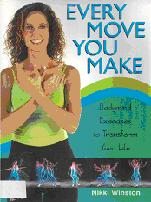 EVERY
MOVE
YOU
MAKE
Bodymind
Exercises
to Transform
Your Life
Nikki Winston